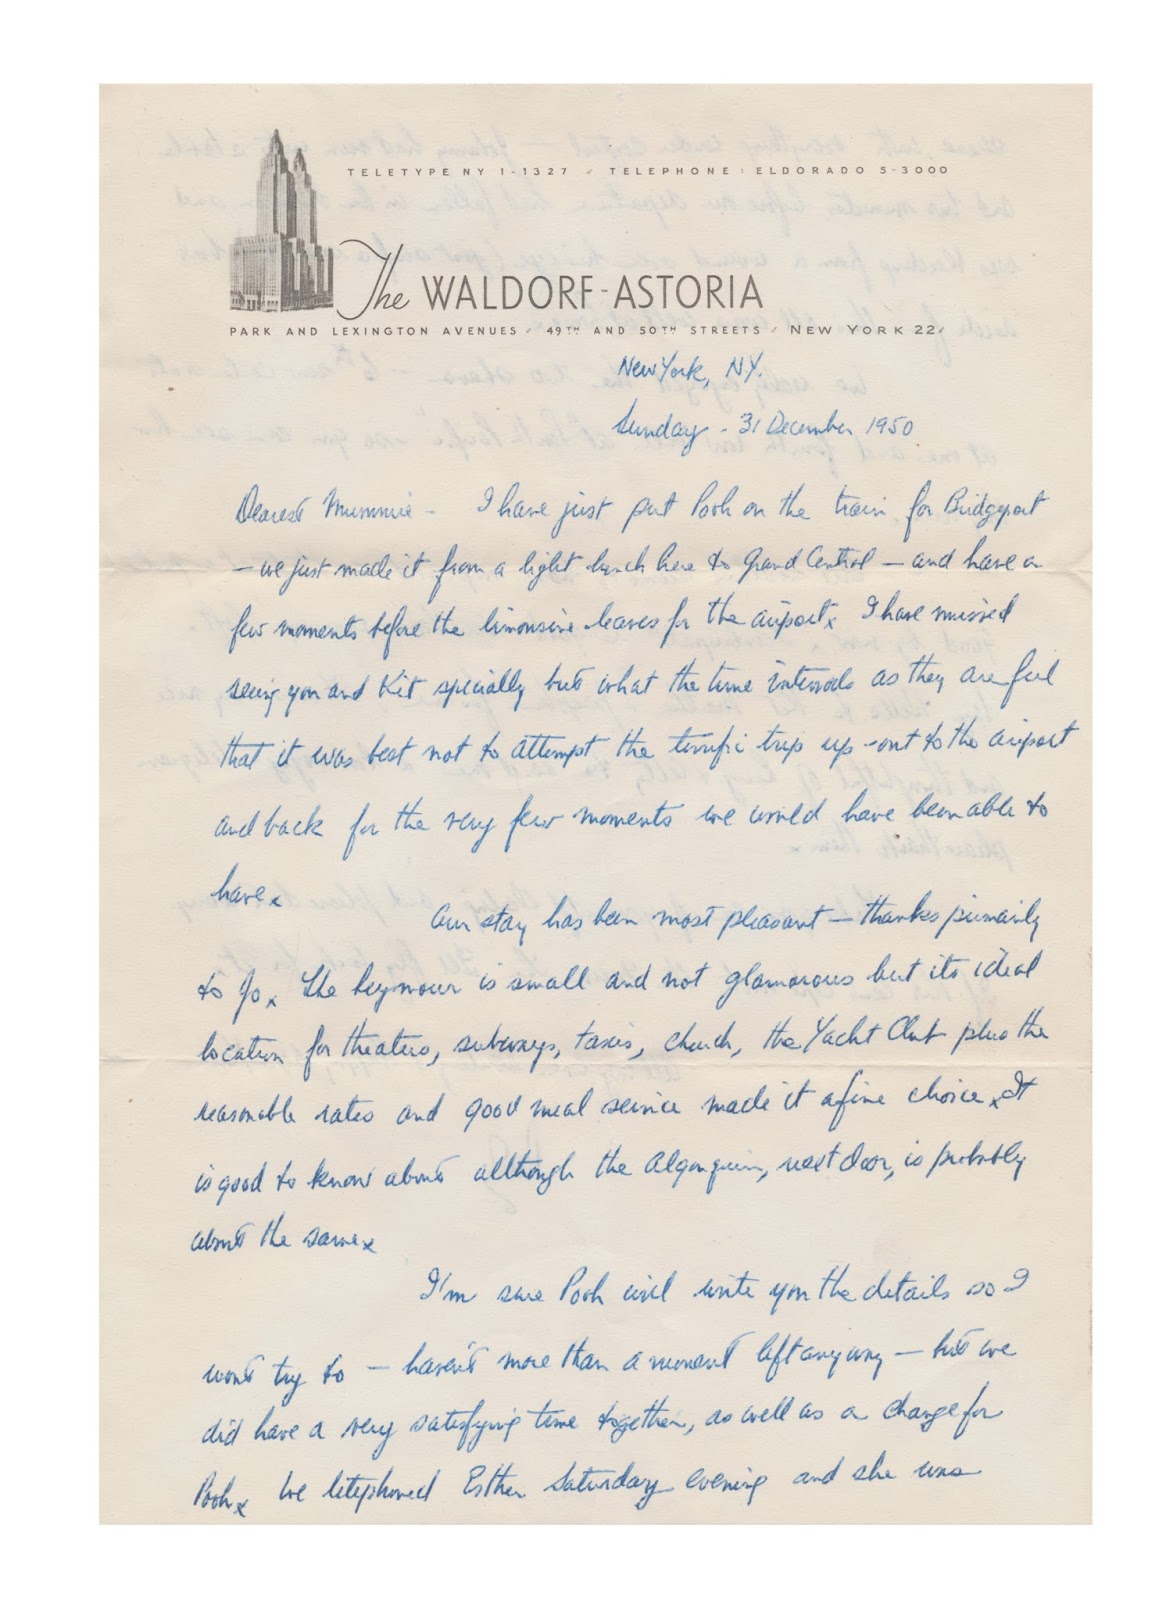 TELETYPE NY 1-1327 TELEPHONE: ELDORADO 5-3000
The WALDORF-ASTORIA
PARK AND LEXINGTON AVENUES 49TH AND 50TH STREETS NEW YORK 22
New York, N.Y.
Sunday - 31 December 1950
Dearest Mummie - I have just put Pooh on the train for Bridgeport
- we just made it from a light lunch here to Grand Central - and have a
few moments before the limousine leaves for the airport x I have missed
seeing you and Kit specially but what the time intervals as they are feel
that it was best not to attempt the terrific trip up - out to the airport
and back for the very few moments we would have been able to
have x
Our stay has been most pleasant - thanks primarily
to Jo x The Seymour is small and not glamorous but its ideal
location for theaters, subways, taxis, church, the Yacht Club plus the
reasonable rates and good meal service made it a fine choice x It
is good to know about although the Algonquin, next door, is probably
about the same x
I'm sure Pooh will write you the details so I
won't try to - haven't more than a moment left anyway - but we
did have a very satisfying time together, as well as a change for
Pooh x We telephoned Esther Saturday evening and she was